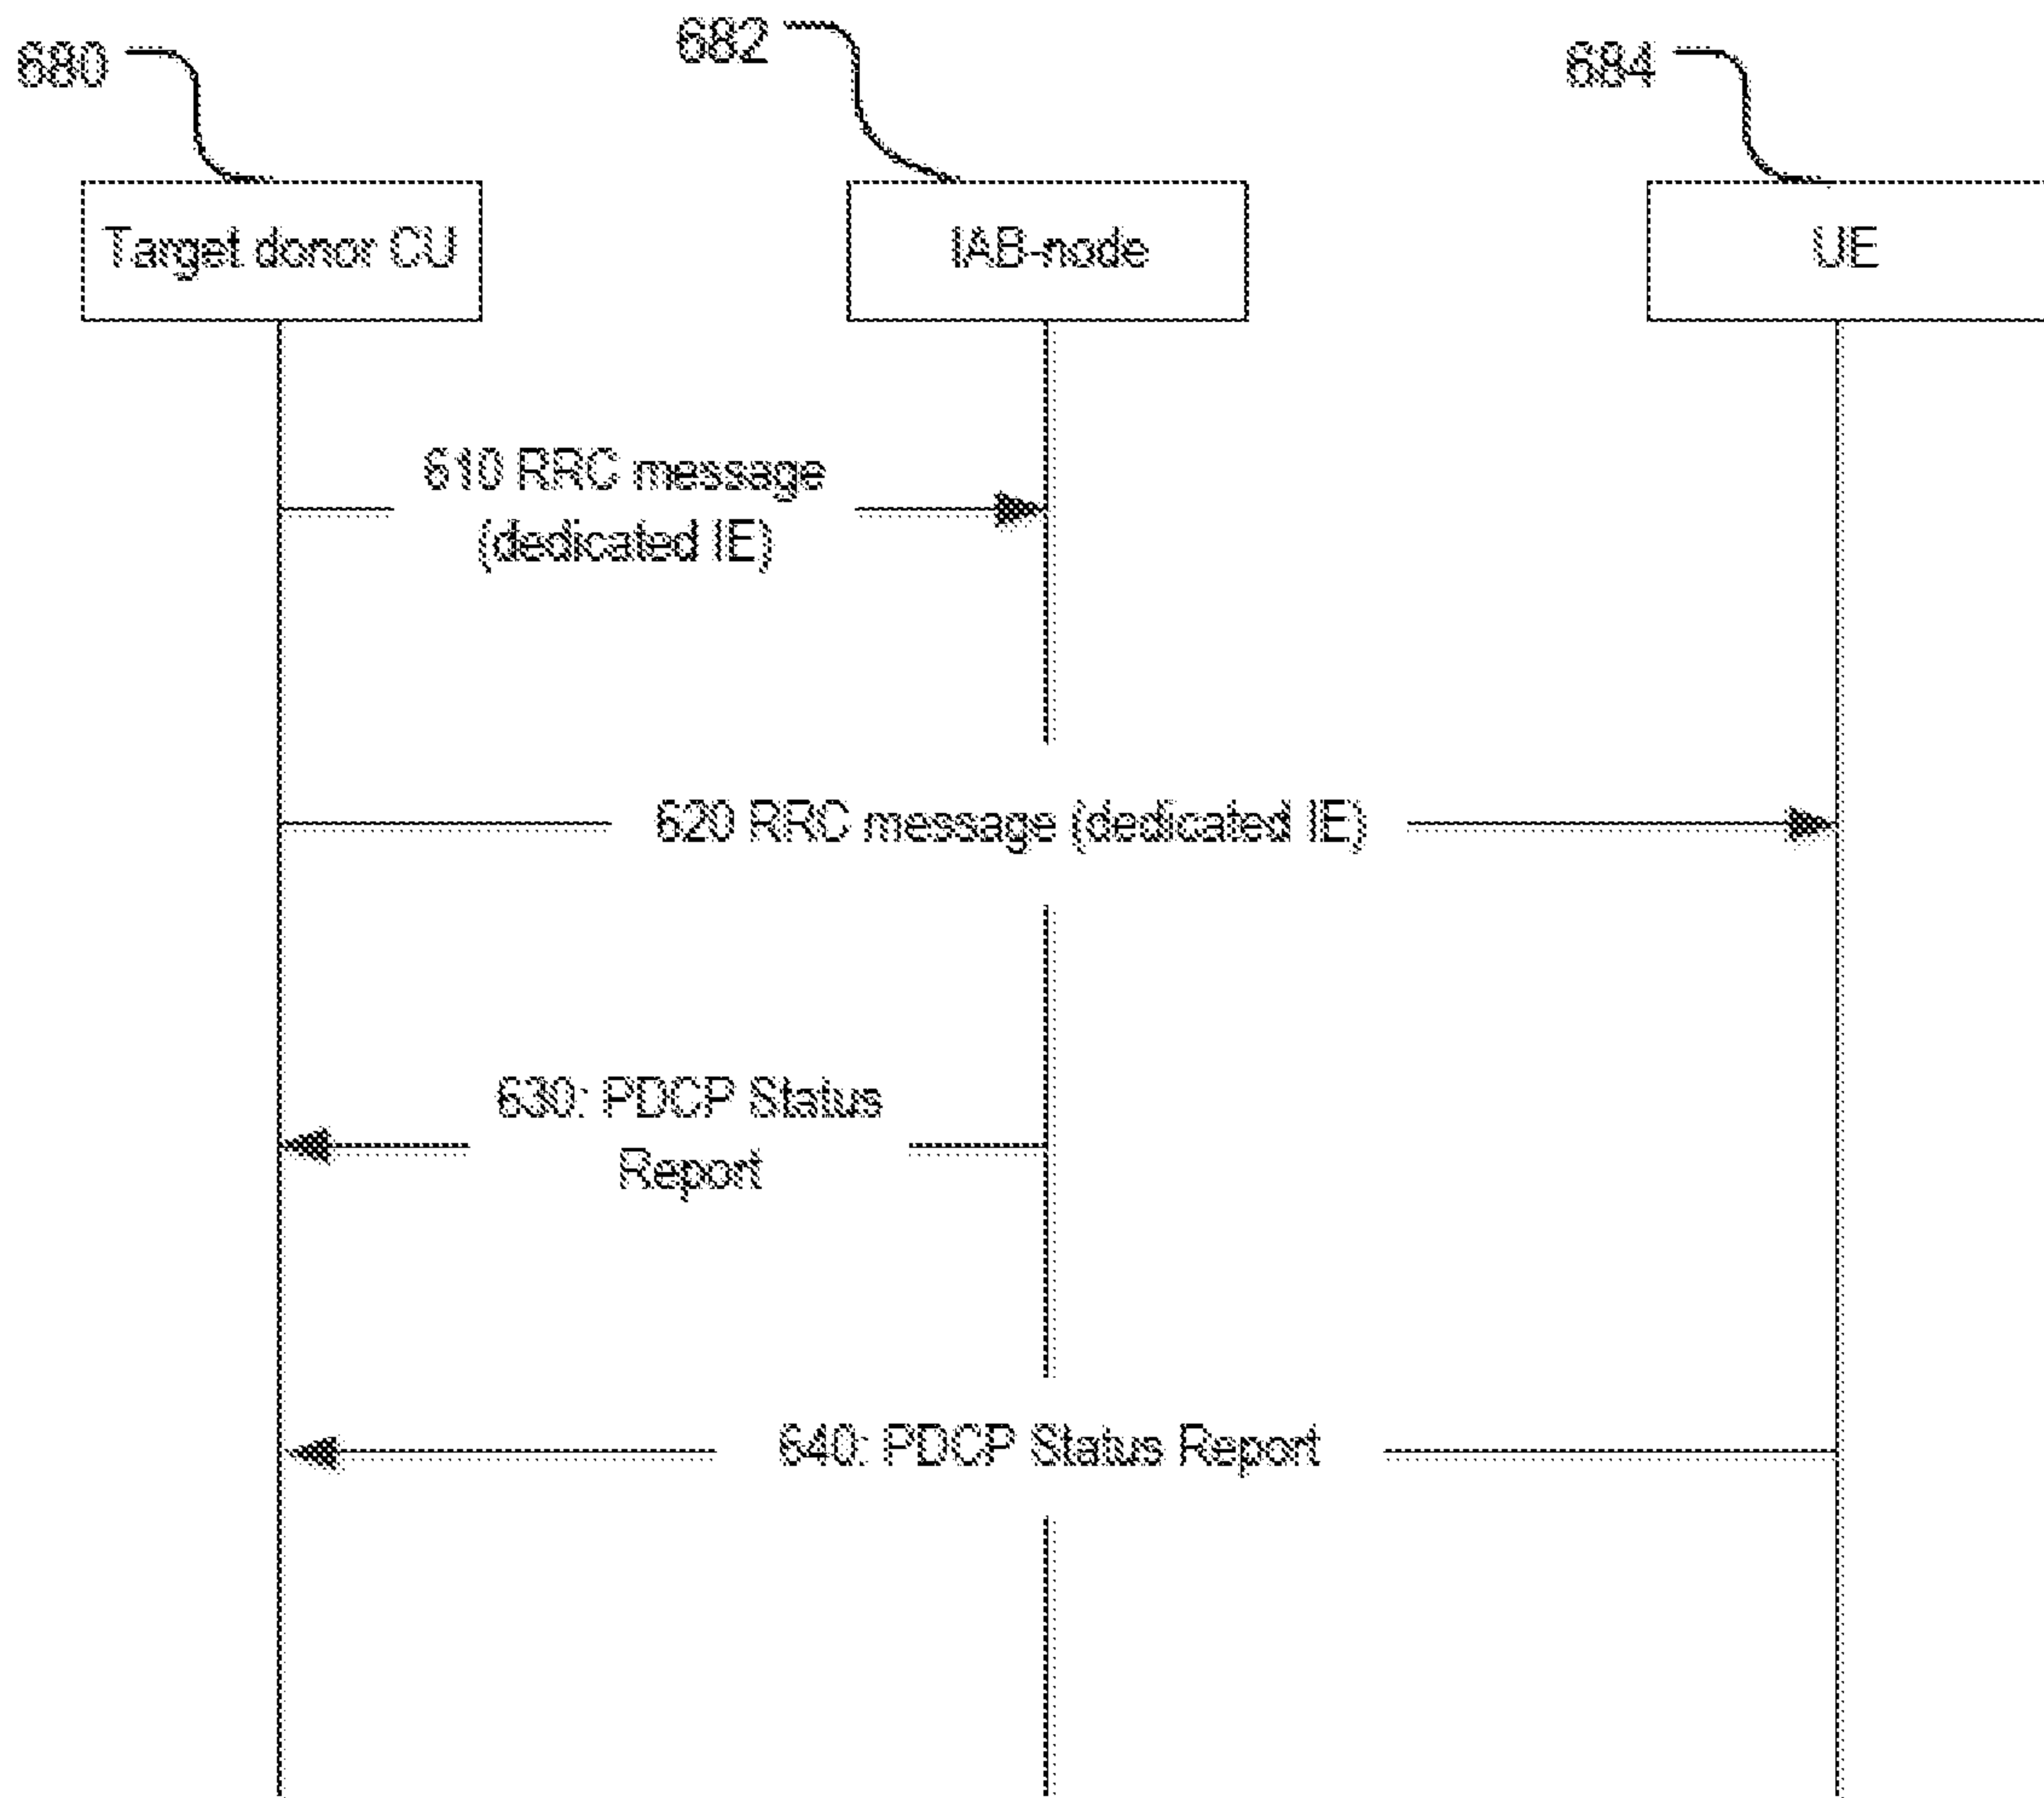 680
682
684
Target donor CU
IAB-node
UE
610 RRC message
(dedicated IE)
620 RRC message (dedicated IE)
630: PDCP Status
Report
640: PDCP Status Report